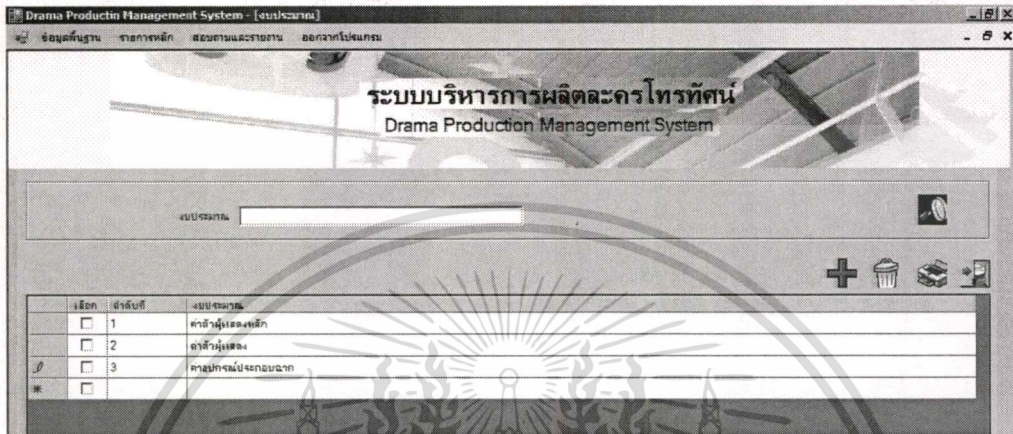 Drama Productin Management System - [งบประมาณ]
ข้อมูลพื้นฐาน รายการหลัก สอบถามและรายงาน ออกจากโปรแกรม
ระบบบริหารการผลิตละครโทรทัศน์
Drama Production Management System
งบประมาณ
เลือก ลำดับที่ งบประมาณ
1 ค่าตัวผู้แสดงหลัก
2 ค่าตัวผู้แสดง
3 ค่าอุปกรณ์ประกอบฉาก